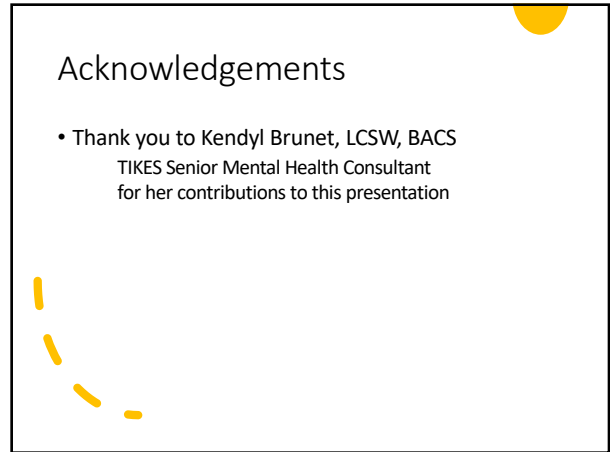 Acknowledgements
• Thank you to Kendyl Brunet, LCSW, BACS
TIKES Senior Mental Health Consultant
for her contributions to this presentation